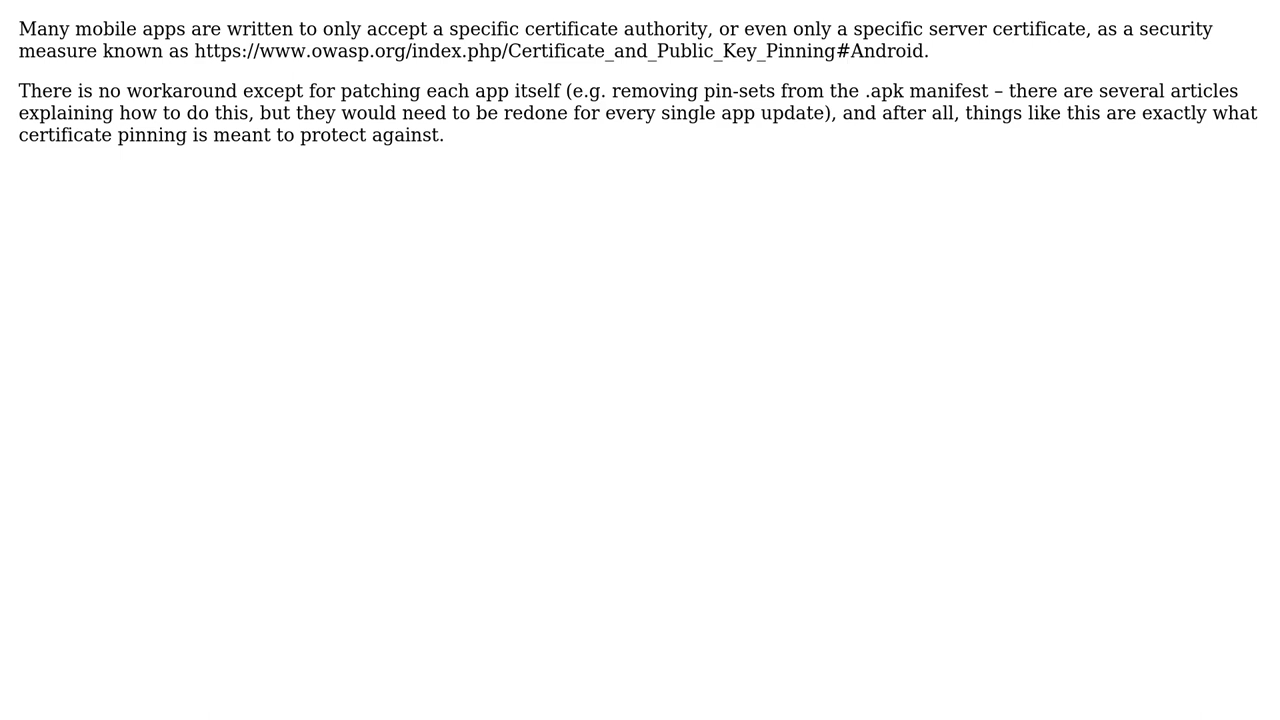 Many mobile apps are written to only accept a specific certificate authority, or even only a specific server certificate, as a security
measure known as https://www.owasp.org/index.php/Certificate_and_Public_Key_Pinning#Android.
There is no workaround except for patching each app itself (e.g. removing pin-sets from the .apk manifest – there are several articles
explaining how to do this, but they would need to be redone for every single app update), and after all, things like this are exactly what
certificate pinning is meant to protect against.